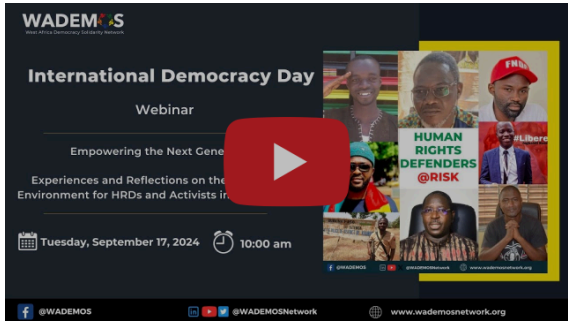 WADEMOS
West Africa Democracy Solidarity Network
International Democracy Day
Webinar
Empowering the Next Gene
Experiences and Reflections on the
Environment for HRDs and Activists in
Tuesday, September 17, 2024
10:00 am
FNDC
#Libere
HUMAN
RIGHTS
DEFENDERS
@RISK
@WADEMOS
@WADEMOSNetwork
www.wademosnetwork.org
@WADEMOS
@WADEMOSNetwork
www.wademosnetwork.org